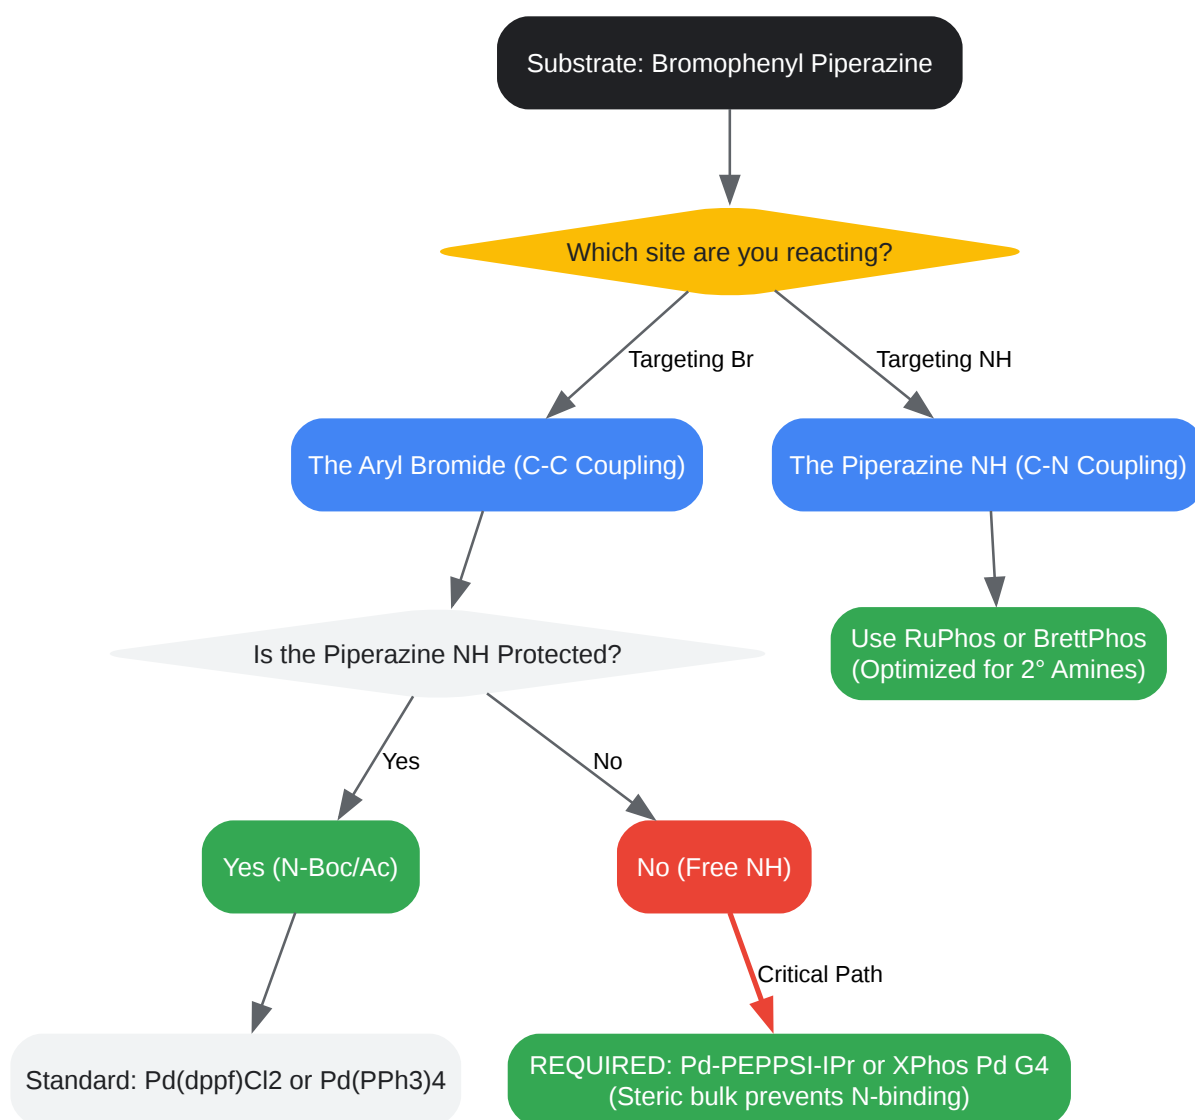 Substrate: Bromophenyl Piperazine
Which site are you reacting?
Targeting Br
Targeting NH
The Aryl Bromide (C-C Coupling)
The Piperazine NH (C-N Coupling)
Is the Piperazine NH Protected?
Use RuPhos or BrettPhos
(Optimized for 2° Amines)
Yes
No
Yes (N-Boc/Ac)
No (Free NH)
Critical Path
Standard: Pd(dppf)Cl2 or Pd(PPh3)4
REQUIRED: Pd-PEPPSI-IPr or XPhos Pd G4
(Steric bulk prevents N-binding)